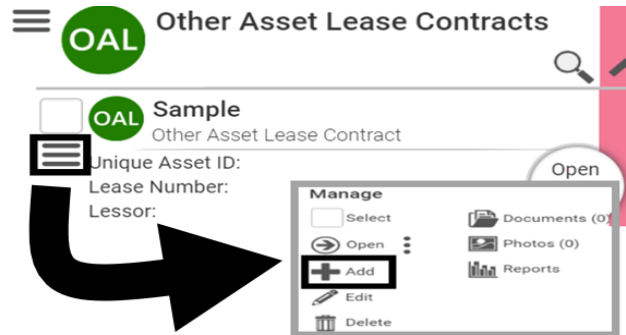 OAL
Other Asset Lease Contracts
OAL
Sample
Other Asset Lease Contract
Unique Asset ID:
Lease Number:
Lessor:
Open
Manage
Select
Documents (0)
Open
Photos (0)
Add
Reports
Edit
Delete